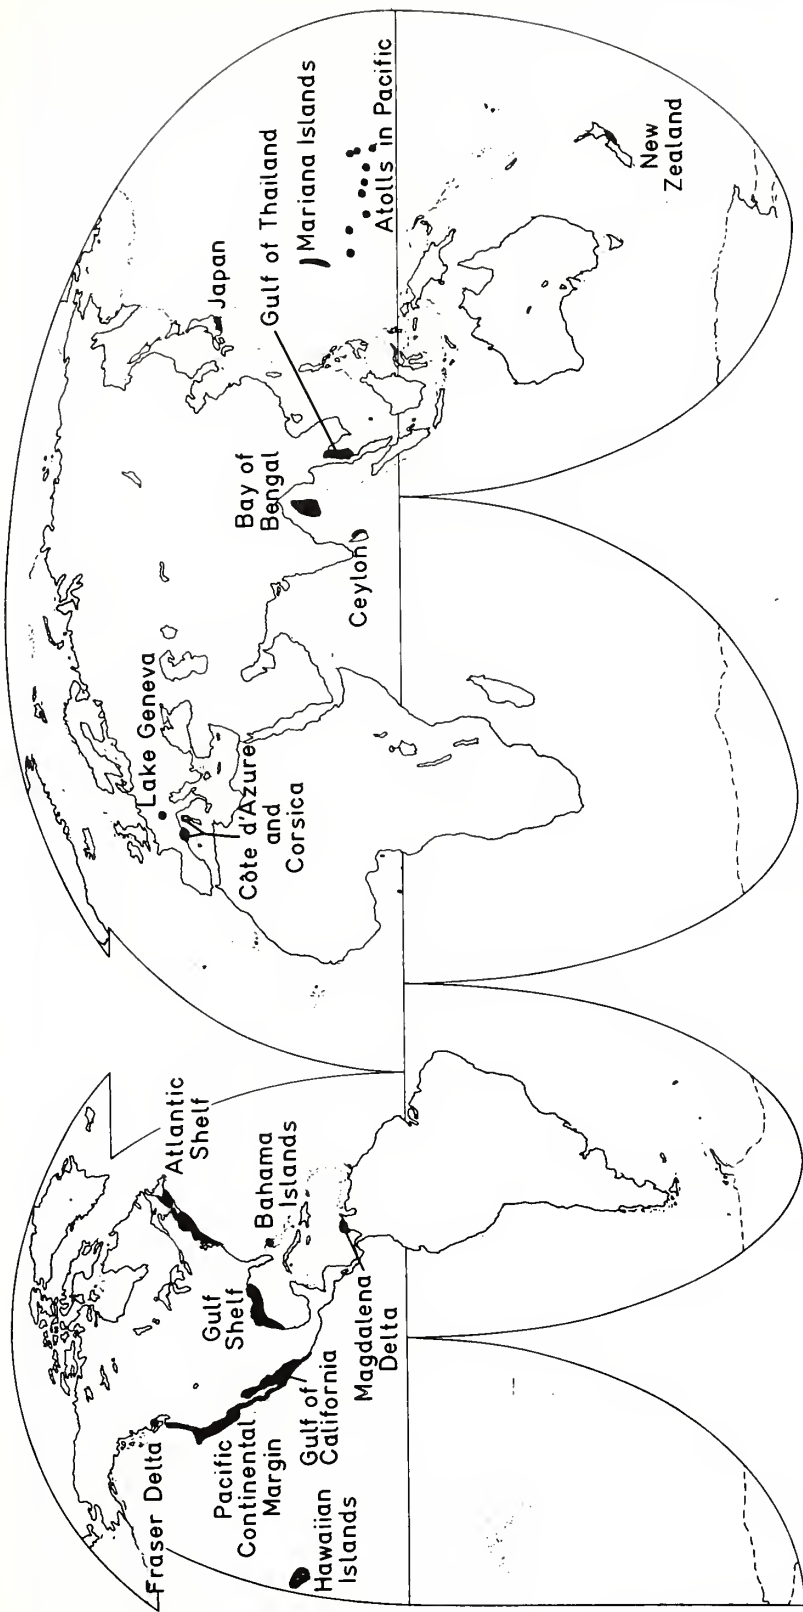 Fraser Delta
Pacific
Continental
Margin
Hawaiian
Islands
Gulf of
California
Gulf
Shelf
Magdalena
Delta
Atlantic
Shelf
Bahama
Islands
Lake Geneva
Côte d'Azure
and
Corsica
Bay of
Bengal
Ceylon
Japan
Gulf of Thailand
Mariana Islands
Atolls in Pacific
New
Zealand